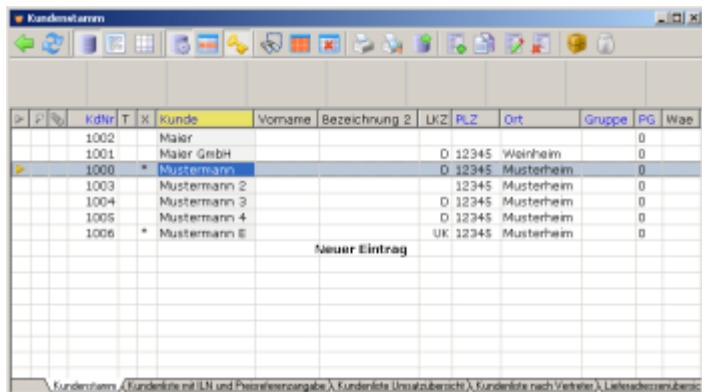 Kundenstamm
KdNr T X Kunde Vorname Bezeichnung 2 LKZ PLZ Ort Gruppe PG Wae
1002 Maier 0
1001 Maier GmbH D 12345 Weinheim 0
1000 * Mustermann D 12345 Musterheim 0
1003 Mustermann 2 12345 Musterheim 0
1004 Mustermann 3 D 12345 Musterheim 0
1005 Mustermann 4 D 12345 Musterheim 0
1006 * Mustermann E UK 12345 Musterheim 0
Neuer Eintrag
Kundenstamm Kundenliste mit ILN und Preisreferenzangabe Kundenliste Umsatzübersicht Kundenliste nach Vertreter Lieferadressenübersic